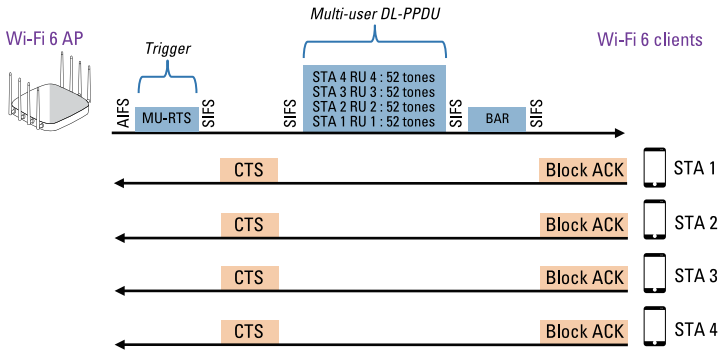 Multi-user DL-PPDU
Wi-Fi 6 AP
Trigger
Wi-Fi 6 clients
AIFS
MU-RTS
SIFS
SIFS
STA 4 RU 4 : 52 tones
STA 3 RU 3 : 52 tones
STA 2 RU 2 : 52 tones
STA 1 RU 1 : 52 tones
SIFS
BAR
SIFS
CTS
Block ACK
STA 1
CTS
Block ACK
STA 2
CTS
Block ACK
STA 3
CTS
Block ACK
STA 4